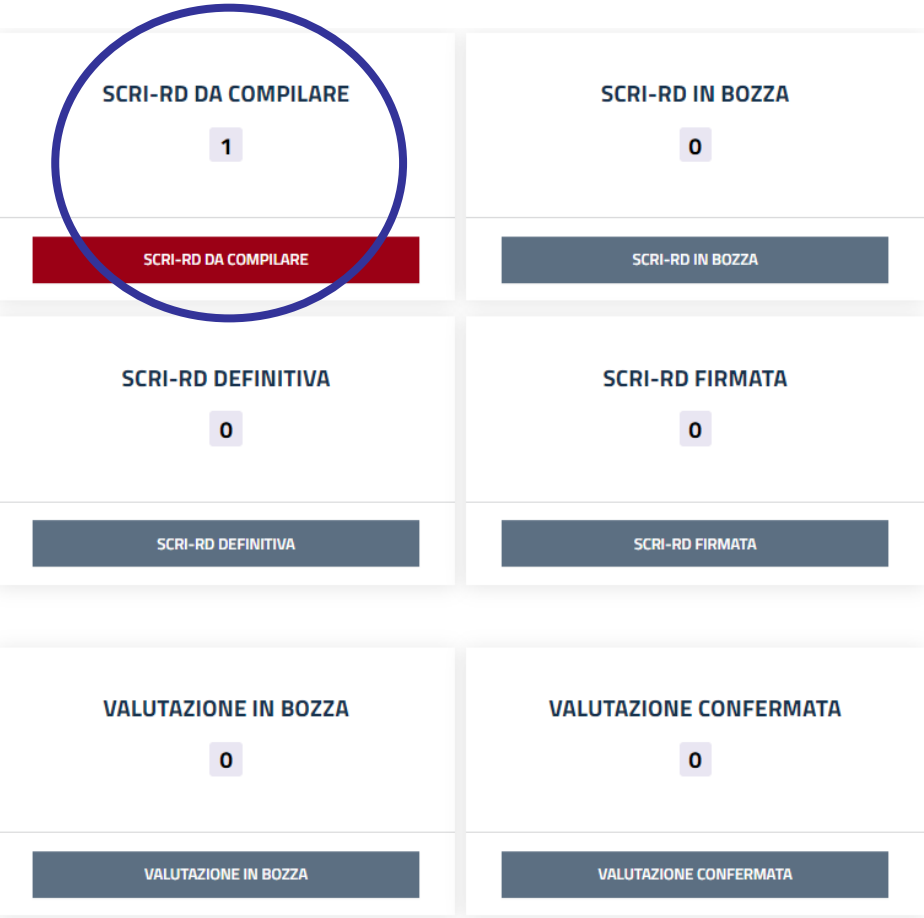 SCRI-RD DA COMPILARE
1
SCRI-RD DA COMPILARE
SCRI-RD IN BOZZA
0
SCRI-RD IN BOZZA
SCRI-RD DEFINITIVA
0
SCRI-RD DEFINITIVA
SCRI-RD FIRMATA
0
SCRI-RD FIRMATA
VALUTAZIONE IN BOZZA
0
VALUTAZIONE IN BOZZA
VALUTAZIONE CONFERMATA
0
VALUTAZIONE CONFERMATA